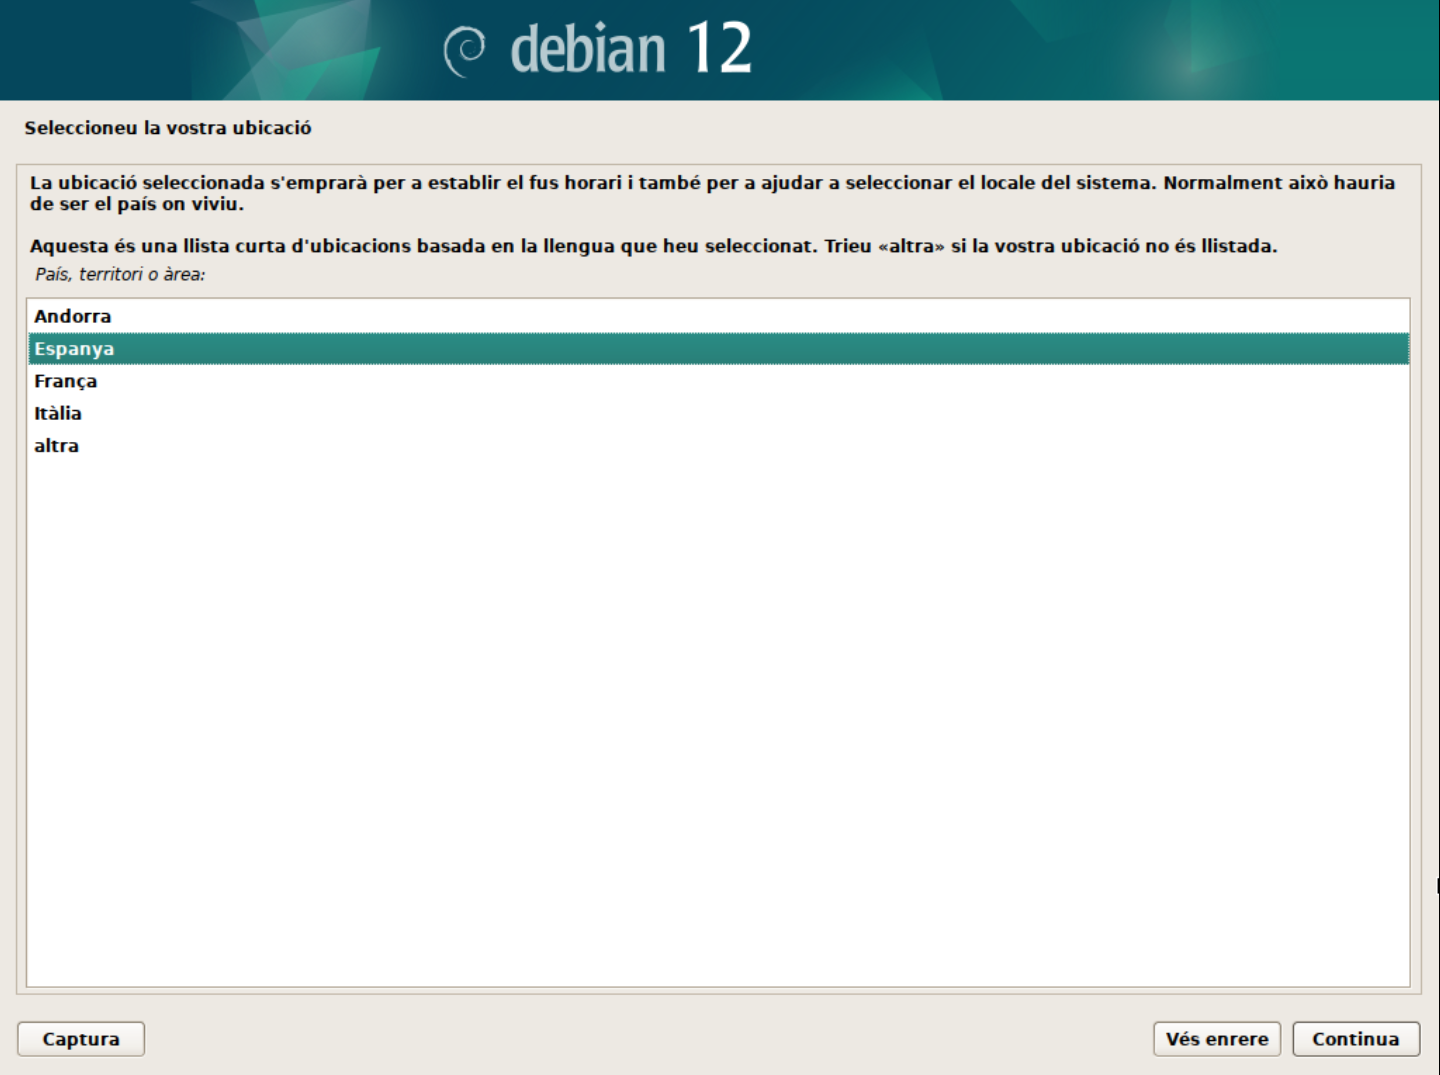 debian 12
Seleccioneu la vostra ubicació
La ubicació seleccionada s'emprarà per a establir el fus horari i també per a ajudar a seleccionar el locale del sistema. Normalment això hauria
de ser el país on viviu.
Aquesta és una llista curta d'ubicacions basada en la llengua que heu seleccionat. Trieu «altra» si la vostra ubicació no és llistada.
País, territori o àrea:
Andorra
Espanya
França
Itàlia
altra
Captura
Vés enrere
Continua